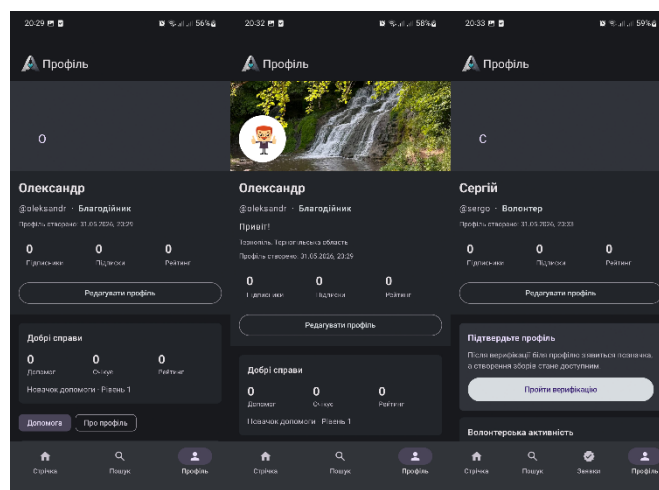 20:29
56%
Профіль
О
Олександр
@oleksandr · Благодійник
Профіль створено: 31.05.2026, 20:29
0 0 0
Підписники Підписки Рейтинг
Редагувати профіль
Добрі справи
0 0 0
Допомог Очікує Рейтинг
Новачок допомоги · Рівень 1
Допомога Про профіль
Стрічка Пошук Профіль
20:32
58%
Профіль
Олександр
@oleksandr · Благодійник
Привіт!
Тернопіль, Тернопільська область
Профіль створено: 31.05.2026, 20:29
0 0 0
Підписники Підписки Рейтинг
Редагувати профіль
Добрі справи
0 0 0
Допомог Очікує Рейтинг
Новачок допомоги · Рівень 1
Стрічка Пошук Профіль
20:33
59%
Профіль
С
Сергій
@sergo · Волонтер
Профіль створено: 31.05.2026, 20:33
0 0 0
Підписники Підписки Рейтинг
Редагувати профіль
Підтвердьте профіль
Після верифікації біля профілю з'явиться позначка,
а створення зборів стане доступним
Пройти верифікацію
Волонтерська активність
Стрічка Пошук Заявки Профіль